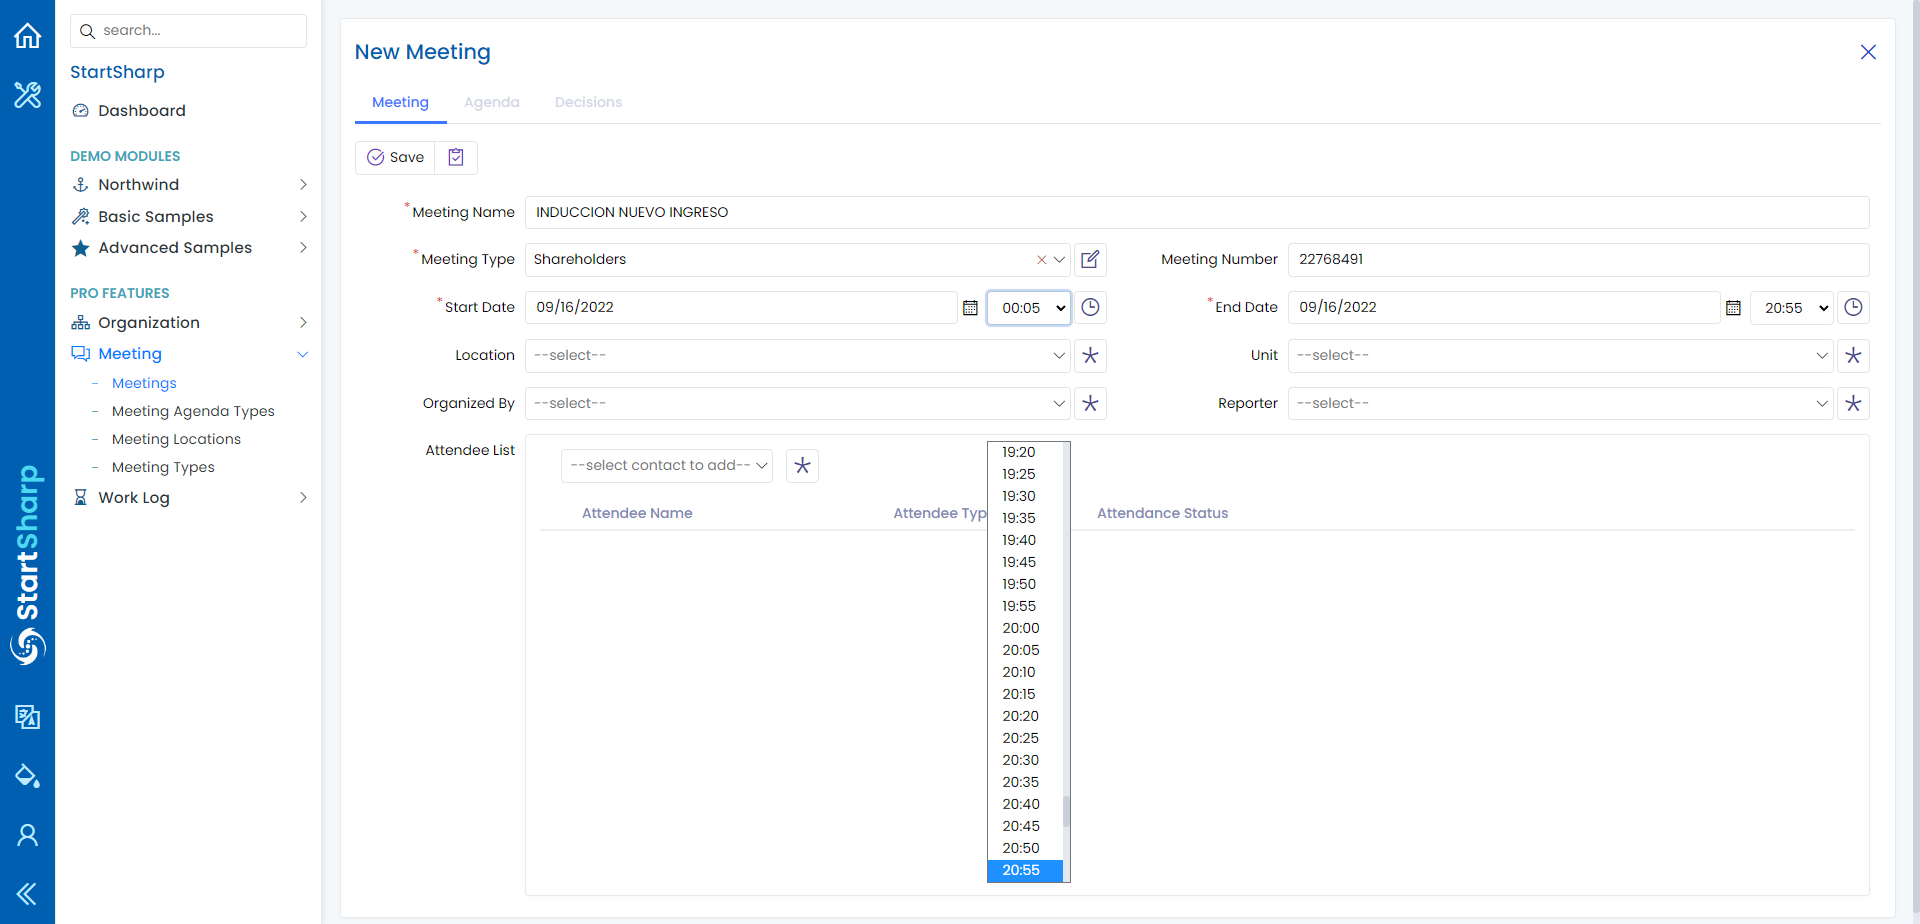 search...
StartSharp
Dashboard
DEMO MODULES
Northwind
Basic Samples
Advanced Samples
PRO FEATURES
Organization
Meeting
Meetings
Meeting Agenda Types
Meeting Locations
Meeting Types
Work Log
StartSharp
New Meeting
Meeting Agenda Decisions
Save
*Meeting Name INDUCCION NUEVO INGRESO
*Meeting Type Shareholders Meeting Number 22768491
*Start Date 09/16/2022 00:05 *End Date 09/16/2022 20:55
Location --select-- Unit --select--
Organized By --select-- Reporter --select--
Attendee List
--select contact to add--
Attendee Name Attendee Typ Attendance Status
19:20
19:25
19:30
19:35
19:40
19:45
19:50
19:55
20:00
20:05
20:10
20:15
20:20
20:25
20:30
20:35
20:40
20:45
20:50
20:55